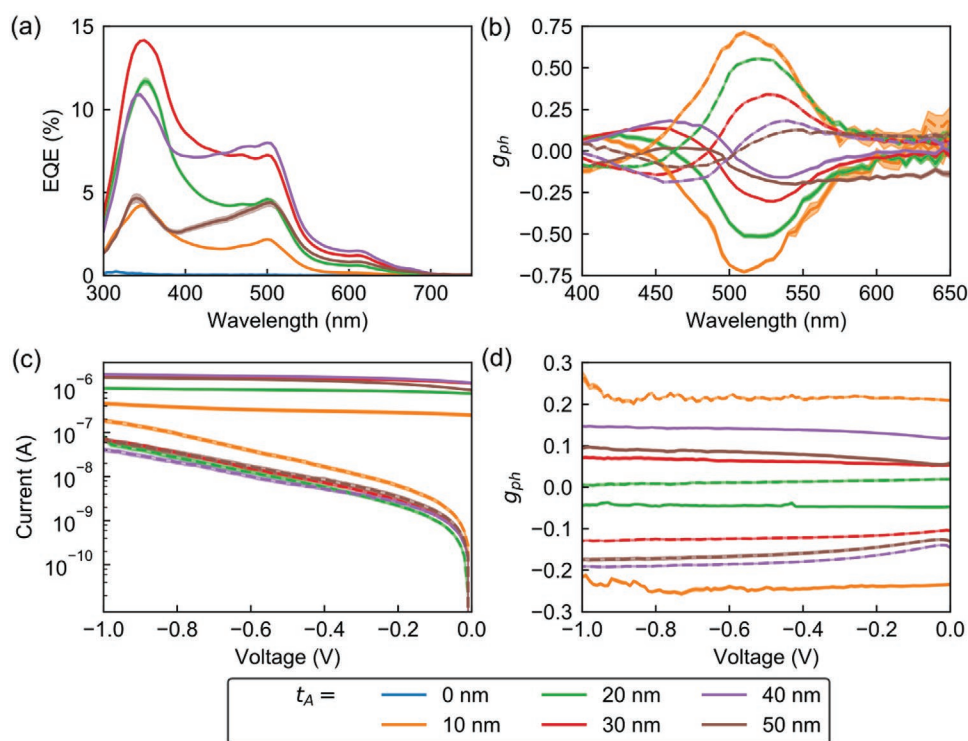 (a)
15
10
5
0
EQE (%)
300
400
500
600
700
Wavelength (nm)
(b)
0.75
0.50
0.25
0.00
−0.25
−0.50
−0.75
g_ph
400
450
500
550
600
650
Wavelength (nm)
(c)
10⁻⁶
10⁻⁷
10⁻⁸
10⁻⁹
10⁻¹⁰
Current (A)
−1.0
−0.8
−0.6
−0.4
−0.2
0.0
Voltage (V)
(d)
0.3
0.2
0.1
0.0
−0.1
−0.2
−0.3
g_ph
−1.0
−0.8
−0.6
−0.4
−0.2
0.0
Voltage (V)
t_A =
0 nm
20 nm
40 nm
10 nm
30 nm
50 nm